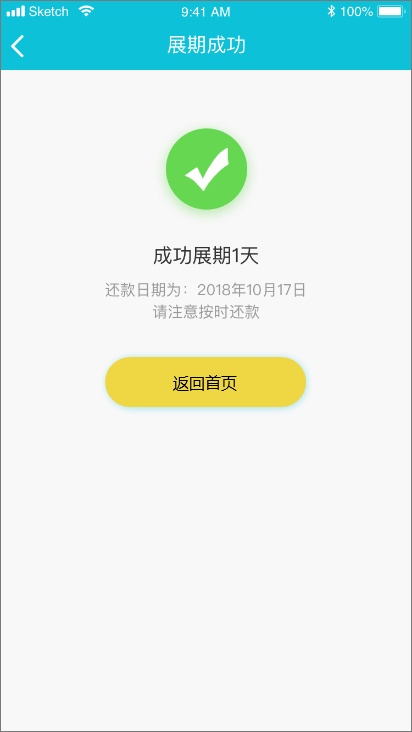 Sketch 9:41 AM 100%
展期成功
成功展期1天
还款日期为：2018年10月17日
请注意按时还款
返回首页